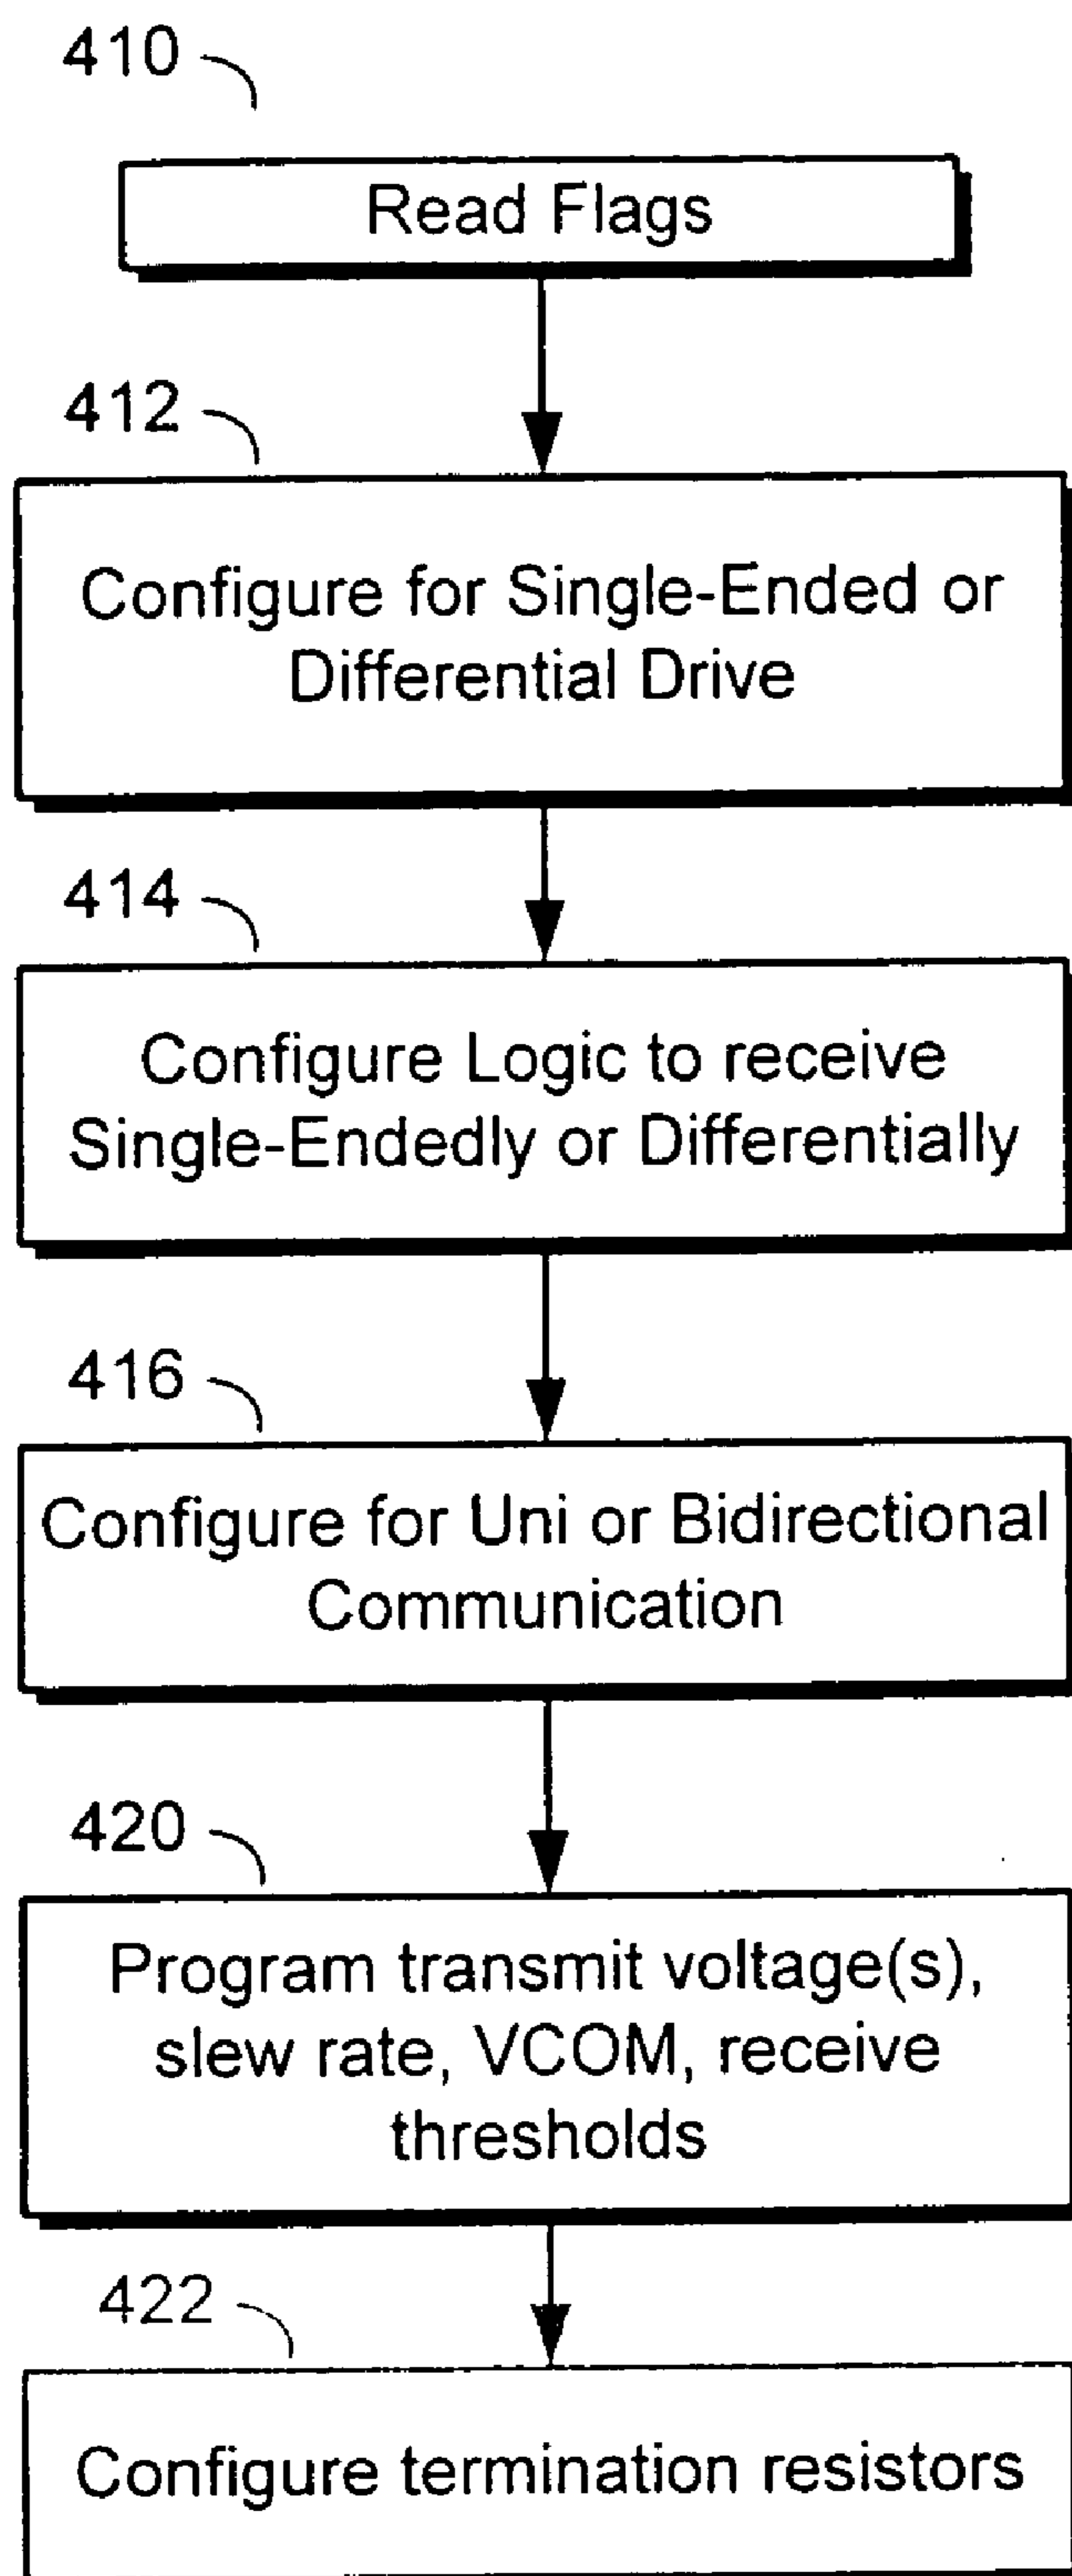 410
Read Flags
412
Configure for Single-Ended or
Differential Drive
414
Configure Logic to receive
Single-Endedly or Differentially
416
Configure for Uni or Bidirectional
Communication
420
Program transmit voltage(s),
slew rate, VCOM, receive
thresholds
422
Configure termination resistors